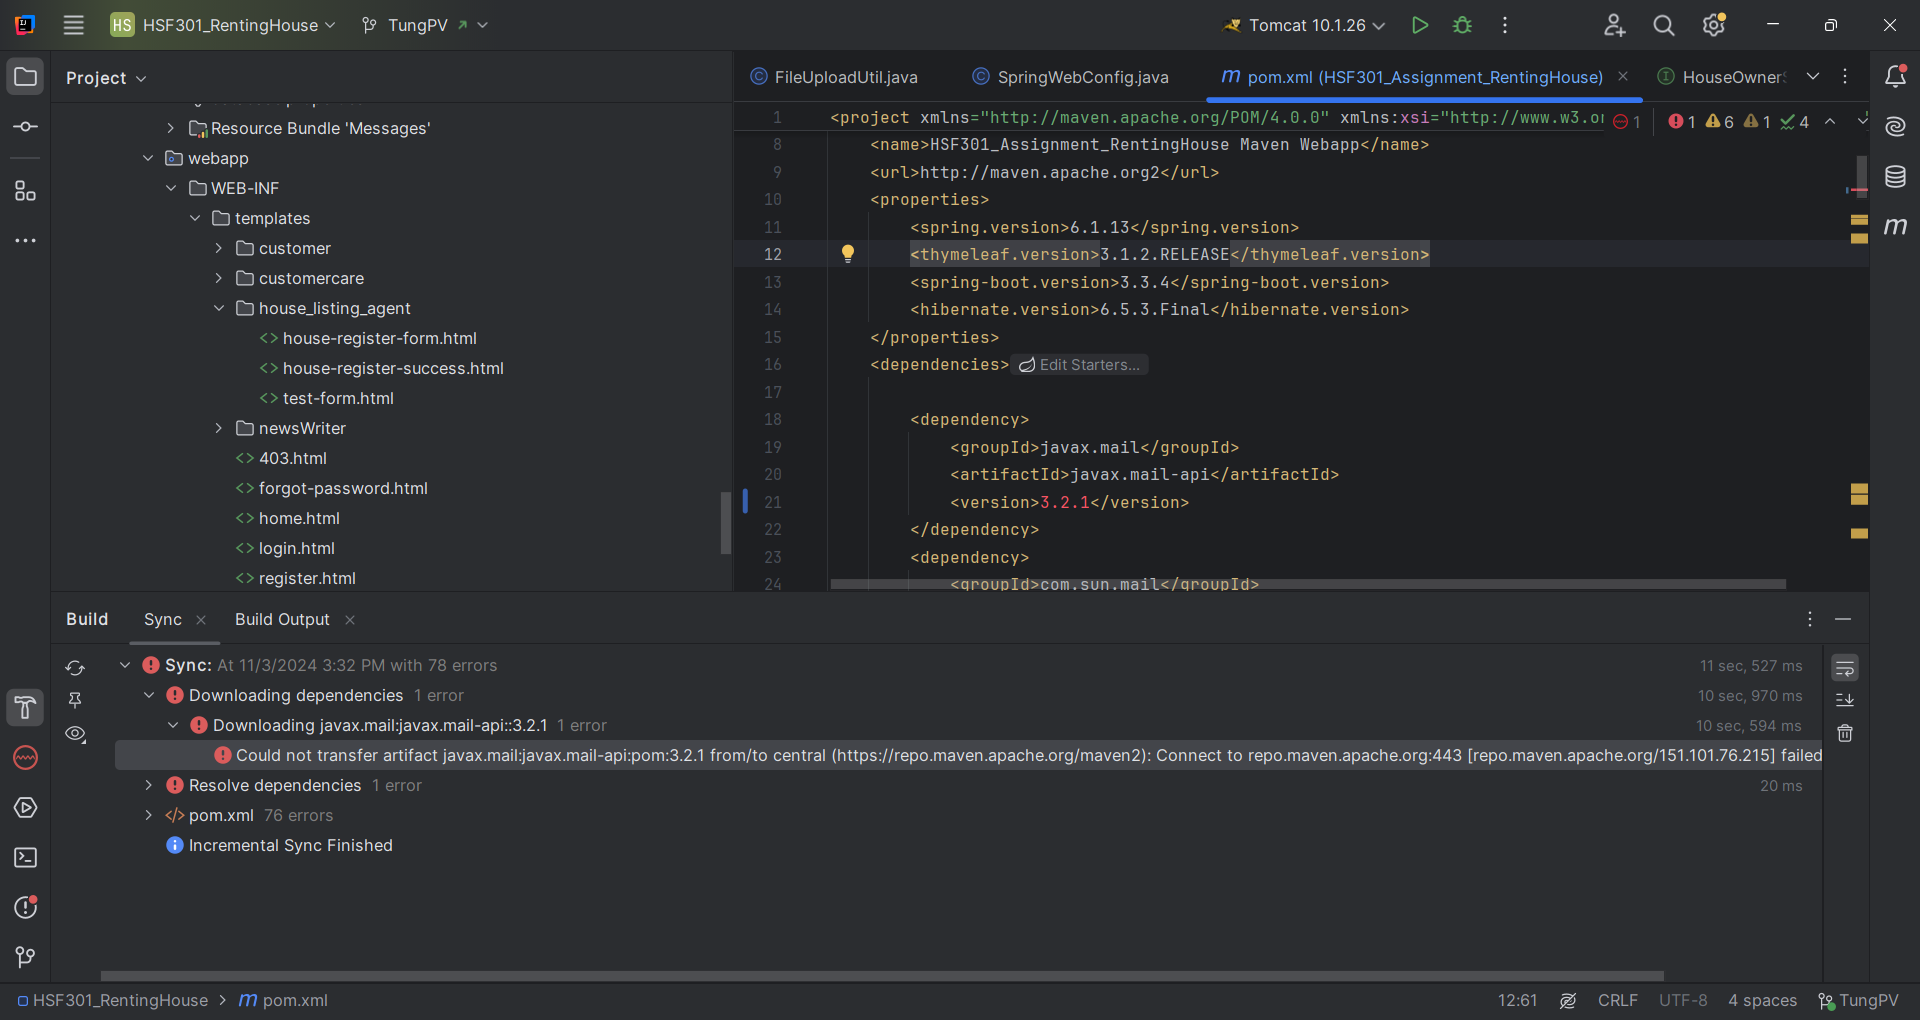 HS HSF301_RentingHouse TungPV Tomcat 10.1.26
Project
FileUploadUtil.java SpringWebConfig.java m pom.xml (HSF301_Assignment_RentingHouse) HouseOwner
Resource Bundle 'Messages'
webapp
WEB-INF
templates
customer
customercare
house_listing_agent
house-register-form.html
house-register-success.html
test-form.html
newsWriter
403.html
forgot-password.html
home.html
login.html
register.html
1 <project xmlns="http://maven.apache.org/POM/4.0.0" xmlns:xsi="http://www.w3.or 1 1 6 1 4
8 <name>HSF301_Assignment_RentingHouse Maven Webapp</name>
9 <url>http://maven.apache.org2</url>
10 <properties>
11 <spring.version>6.1.13</spring.version>
12 <thymeleaf.version>3.1.2.RELEASE</thymeleaf.version>
13 <spring-boot.version>3.3.4</spring-boot.version>
14 <hibernate.version>6.5.3.Final</hibernate.version>
15 </properties>
16 <dependencies> Edit Starters...
17
18 <dependency>
19 <groupId>javax.mail</groupId>
20 <artifactId>javax.mail-api</artifactId>
21 <version>3.2.1</version>
22 </dependency>
23 <dependency>
24 <groupId>com.sun.mail</groupId>
Build Sync Build Output
Sync: At 11/3/2024 3:32 PM with 78 errors 11 sec, 527 ms
Downloading dependencies 1 error 10 sec, 970 ms
Downloading javax.mail:javax.mail-api::3.2.1 1 error 10 sec, 594 ms
Could not transfer artifact javax.mail:javax.mail-api:pom:3.2.1 from/to central (https://repo.maven.apache.org/maven2): Connect to repo.maven.apache.org:443 [repo.maven.apache.org/151.101.76.215] failed
Resolve dependencies 1 error 20 ms
pom.xml 76 errors
Incremental Sync Finished
HSF301_RentingHouse > m pom.xml 12:61 CRLF UTF-8 4 spaces TungPV